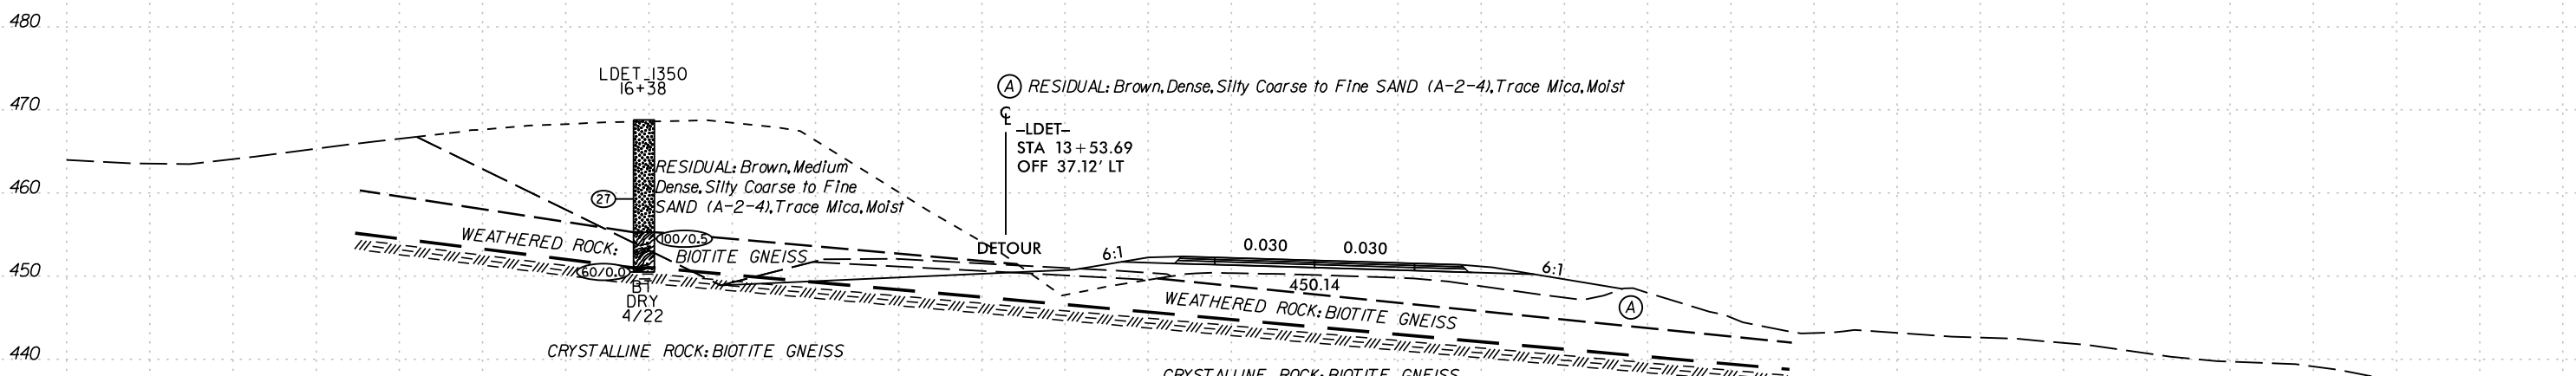 480
LDET_1350
16+38
470
A RESIDUAL: Brown, Dense, Silty Coarse to Fine SAND (A-2-4), Trace Mica, Moist
CL
-LDET-
STA 13+53.69
OFF 37.12' LT
460
RESIDUAL: Brown, Medium
Dense, Silty Coarse to Fine
SAND (A-2-4), Trace Mica, Moist
27
WEATHERED ROCK:
100/0.5
BIOTITE GNEISS
DETOUR
6:1
0.030
0.030
6:1
450
60/0.0
BT
DRY
4/22
450.14
WEATHERED ROCK: BIOTITE GNEISS
A
440
CRYSTALLINE ROCK: BIOTITE GNEISS
CRYSTALLINE ROCK: BIOTITE GNEISS